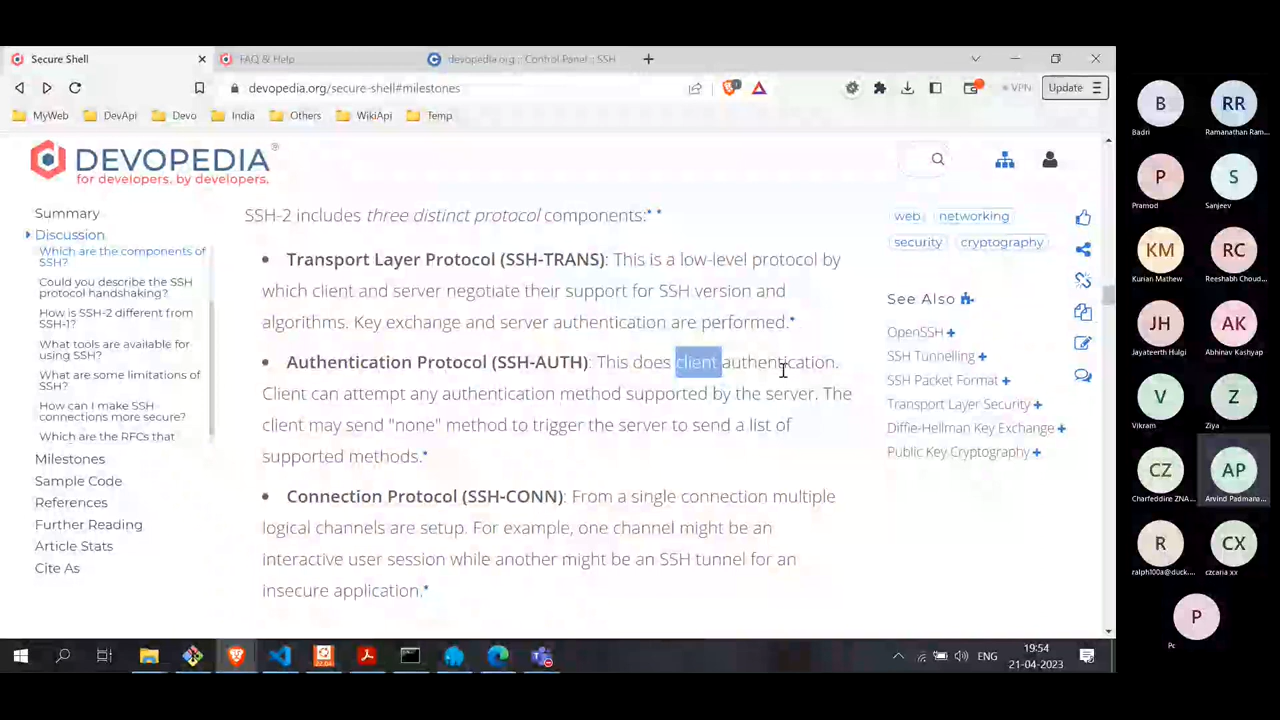 Secure Shell
FAQ & Help
devopedia.org :: Control Panel :: SSH
devopedia.org/secure-shell#milestones
VPN
Update
MyWeb
DevApi
Devo
India
Others
WikiApi
Temp
DEVOPEDIA
for developers. by developers.
Summary
Discussion
Which are the components of
SSH?
Could you describe the SSH
protocol handshaking?
How is SSH-2 different from
SSH-1?
What tools are available for
using SSH?
What are some limitations of
SSH?
How can I make SSH
connections more secure?
Which are the RFCs that
Milestones
Sample Code
References
Further Reading
Article Stats
Cite As
SSH-2 includes three distinct protocol components:
• Transport Layer Protocol (SSH-TRANS): This is a low-level protocol by
which client and server negotiate their support for SSH version and
algorithms. Key exchange and server authentication are performed.
• Authentication Protocol (SSH-AUTH): This does client authentication.
Client can attempt any authentication method supported by the server. The
client may send "none" method to trigger the server to send a list of
supported methods.
• Connection Protocol (SSH-CONN): From a single connection multiple
logical channels are setup. For example, one channel might be an
interactive user session while another might be an SSH tunnel for an
insecure application.
web networking
security cryptography
See Also
OpenSSH +
SSH Tunnelling +
SSH Packet Format +
Transport Layer Security +
Diffie-Hellman Key Exchange +
Public Key Cryptography +
B
Badri
RR
Ramanathan Ram...
P
Pramod
S
Sanjeev
KM
Kurian Mathew
RC
Reeshabh Choud...
JH
Jayateerth Hulgi
AK
Abhinav Kashyap
V
Vikram
Z
Ziya
CZ
Charfeddine ZNA...
AP
Arvind Padmana...
R
ralph100a@duck....
CX
czcaria xx
P
Pc
ENG
19:54
21-04-2023